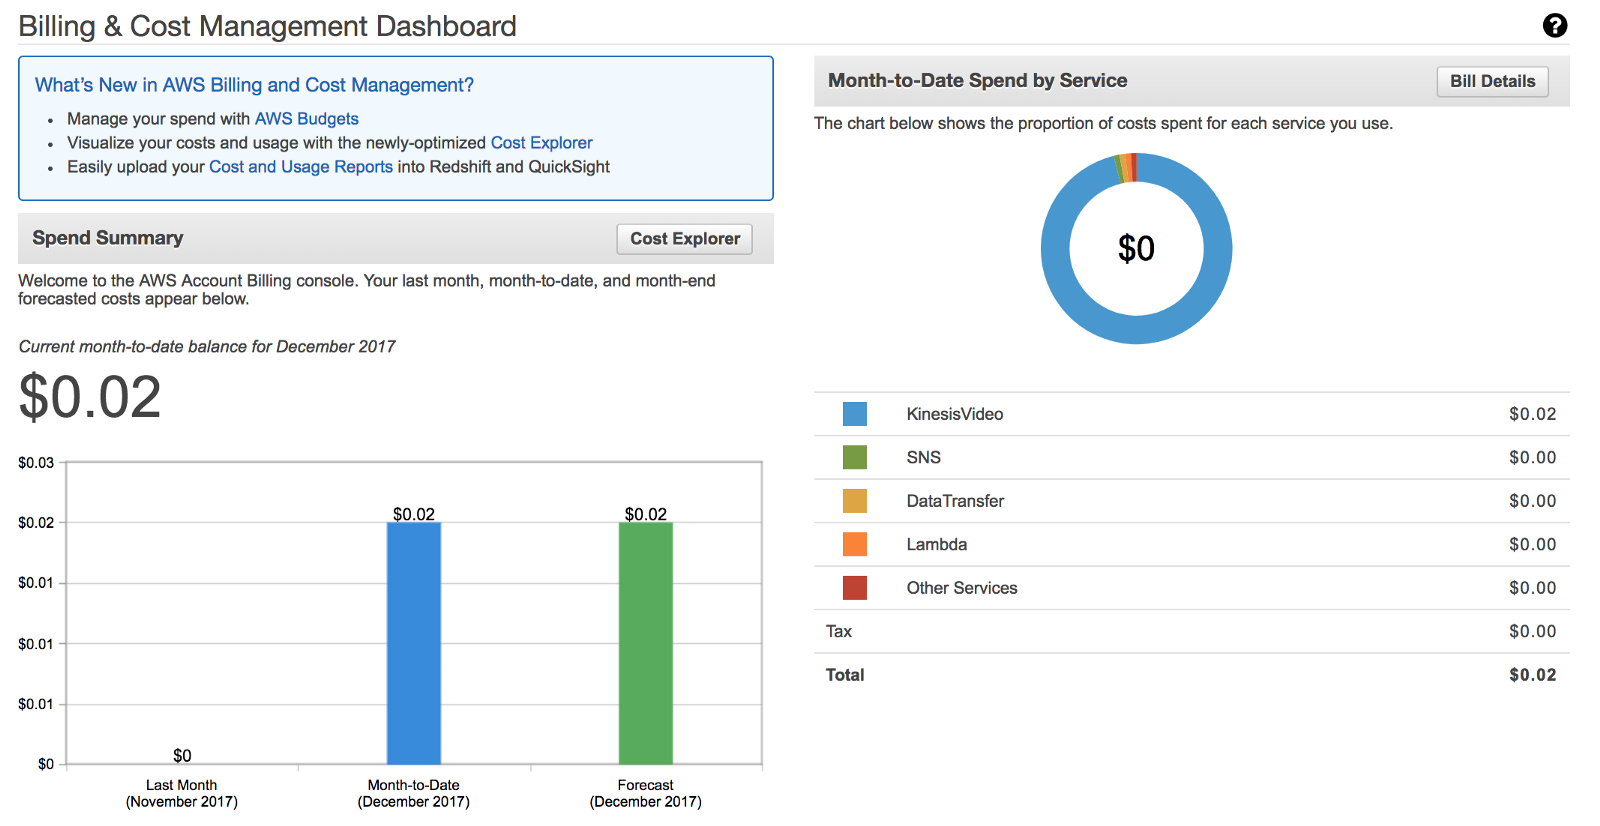 Billing & Cost Management Dashboard
?
What's New in AWS Billing and Cost Management?
• Manage your spend with AWS Budgets
• Visualize your costs and usage with the newly-optimized Cost Explorer
• Easily upload your Cost and Usage Reports into Redshift and QuickSight
Spend Summary
Cost Explorer
Welcome to the AWS Account Billing console. Your last month, month-to-date, and month-end
forecasted costs appear below.
Current month-to-date balance for December 2017
$0.02
$0.03
$0.02
$0.01
$0.01
$0.01
$0
$0
$0.02
$0.02
Last Month
(November 2017)
Month-to-Date
(December 2017)
Forecast
(December 2017)
Month-to-Date Spend by Service
Bill Details
The chart below shows the proportion of costs spent for each service you use.
$0
KinesisVideo $0.02
SNS $0.00
DataTransfer $0.00
Lambda $0.00
Other Services $0.00
Tax $0.00
Total $0.02